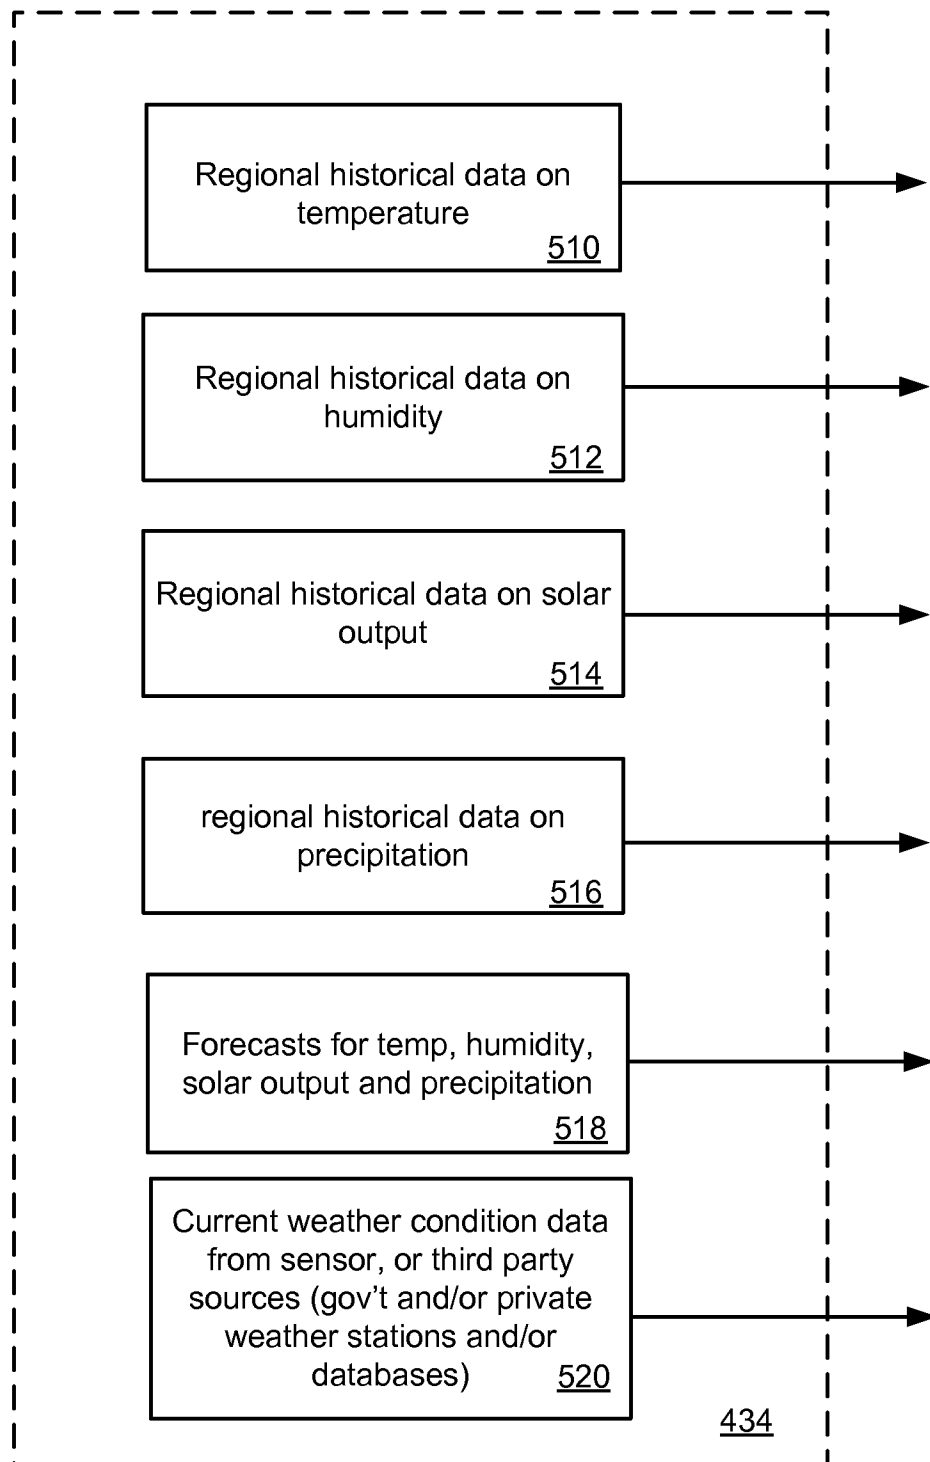 Regional historical data on
temperature
510
Regional historical data on
humidity
512
Regional historical data on solar
output
514
regional historical data on
precipitation
516
Forecasts for temp, humidity,
solar output and precipitation
518
Current weather condition data
from sensor, or third party
sources (gov't and/or private
weather stations and/or
databases)
520
434